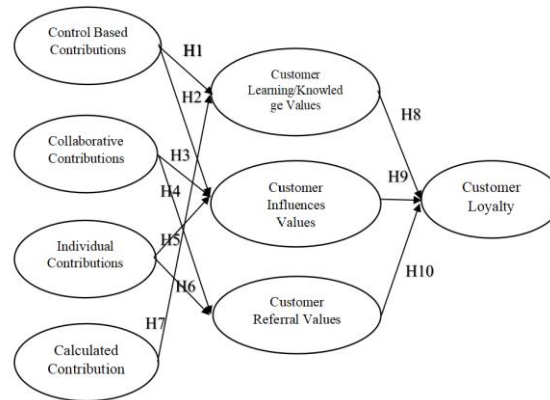 Control Based
Contributions
H1
H2
Customer
Learning/Knowled
ge Values
H8
Collaborative
Contributions
H3
H4
Customer
Influences
Values
H9
Customer
Loyalty
Individual
Contributions
H5
H6
Customer
Referral Values
H10
H7
Calculated
Contribution